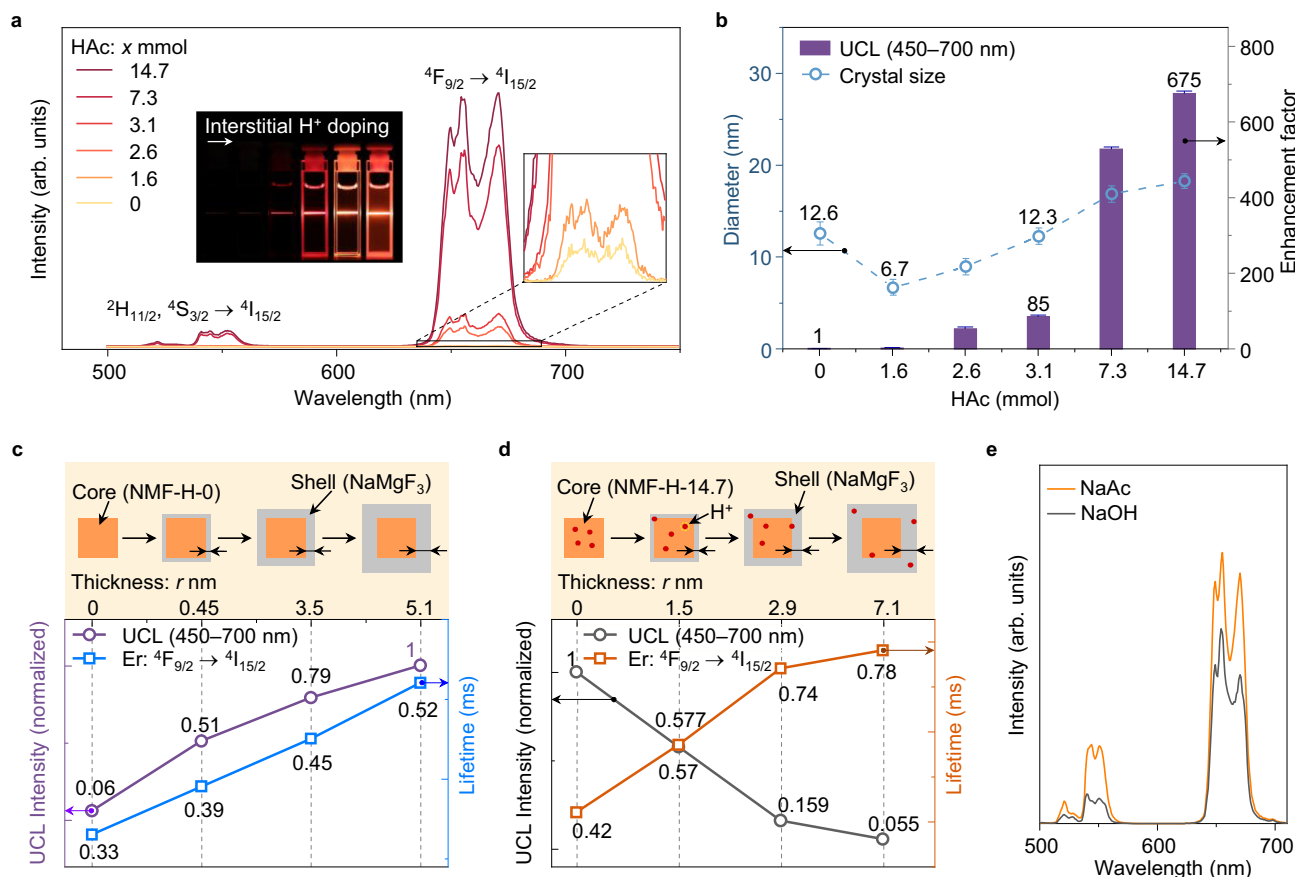 a
HAc: x mmol
14.7
7.3
3.1
2.6
1.6
0
Interstitial H⁺ doping
⁴F₉/₂ → ⁴I₁₅/₂
²H₁₁/₂, ⁴S₃/₂ → ⁴I₁₅/₂
Intensity (arb. units)
500
600
700
Wavelength (nm)
b
UCL (450–700 nm)
Crystal size
Diameter (nm)
0
10
20
30
Enhancement factor
0
200
400
600
800
12.6
6.7
12.3
1
85
675
0
1.6
2.6
3.1
7.3
14.7
HAc (mmol)
c
Core (NMF-H-0)
Shell (NaMgF₃)
Thickness: r nm
0
0.45
3.5
5.1
UCL (450–700 nm)
Er: ⁴F₉/₂ → ⁴I₁₅/₂
UCL Intensity (normalized)
Lifetime (ms)
0.06
0.51
0.79
1
0.33
0.39
0.45
0.52
d
Core (NMF-H-14.7)
H⁺
Shell (NaMgF₃)
Thickness: r nm
0
1.5
2.9
7.1
UCL (450–700 nm)
Er: ⁴F₉/₂ → ⁴I₁₅/₂
UCL Intensity (normalized)
Lifetime (ms)
1
0.577
0.159
0.055
0.42
0.57
0.74
0.78
e
NaAc
NaOH
Intensity (arb. units)
500
600
700
Wavelength (nm)